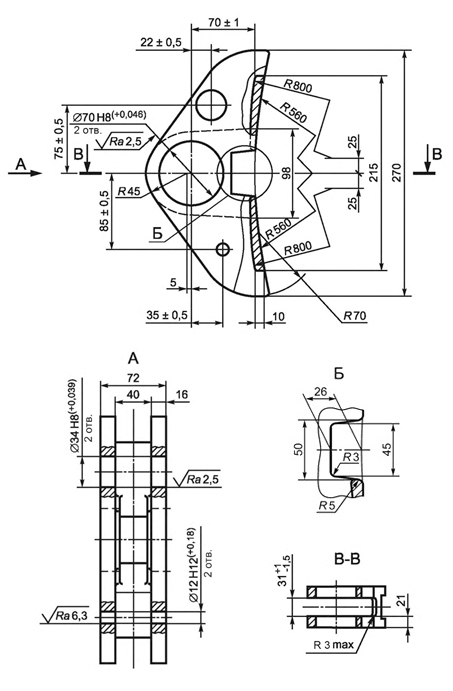 70 ± 1
22 ± 0,5
R800
Ø70 H8(+0,046)
2 отв.
R560
75 ± 0,5
Ra 2,5
В
В
25
А
98
215
270
R 45
25
85 ± 0,5
Б
R560
R800
5
R70
35 ± 0,5
10
А
72
40
16
Б
26
Ø34 H8(+0,039)
2 отв.
50
45
R3
Ra 2,5
R5
Ø12 H12(+0,18)
2 отв.
В-В
31+1-1,5
Ra 6,3
21
R 3 max